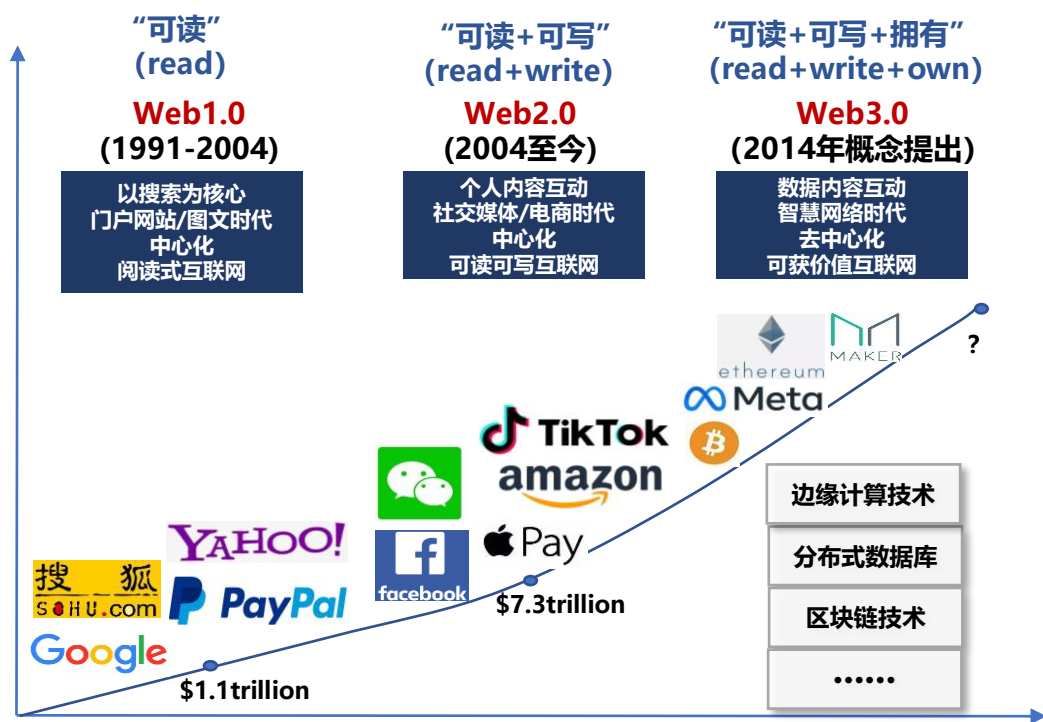 “可读”
(read)
Web1.0
(1991-2004)
以搜索为核心
门户网站/图文时代
中心化
阅读式互联网
“可读+可写”
(read+write)
Web2.0
(2004至今)
个人内容互动
社交媒体/电商时代
中心化
可读可写互联网
“可读+可写+拥有”
(read+write+own)
Web3.0
(2014年概念提出)
数据内容互动
智慧网络时代
去中心化
可获价值互联网
YAHOO!
搜狐
SOHU.com
PayPal
Google
$1.1trillion
TikTok
amazon
facebook
Pay
$7.3trillion
ethereum
MAKER
Meta
?
边缘计算技术
分布式数据库
区块链技术
······